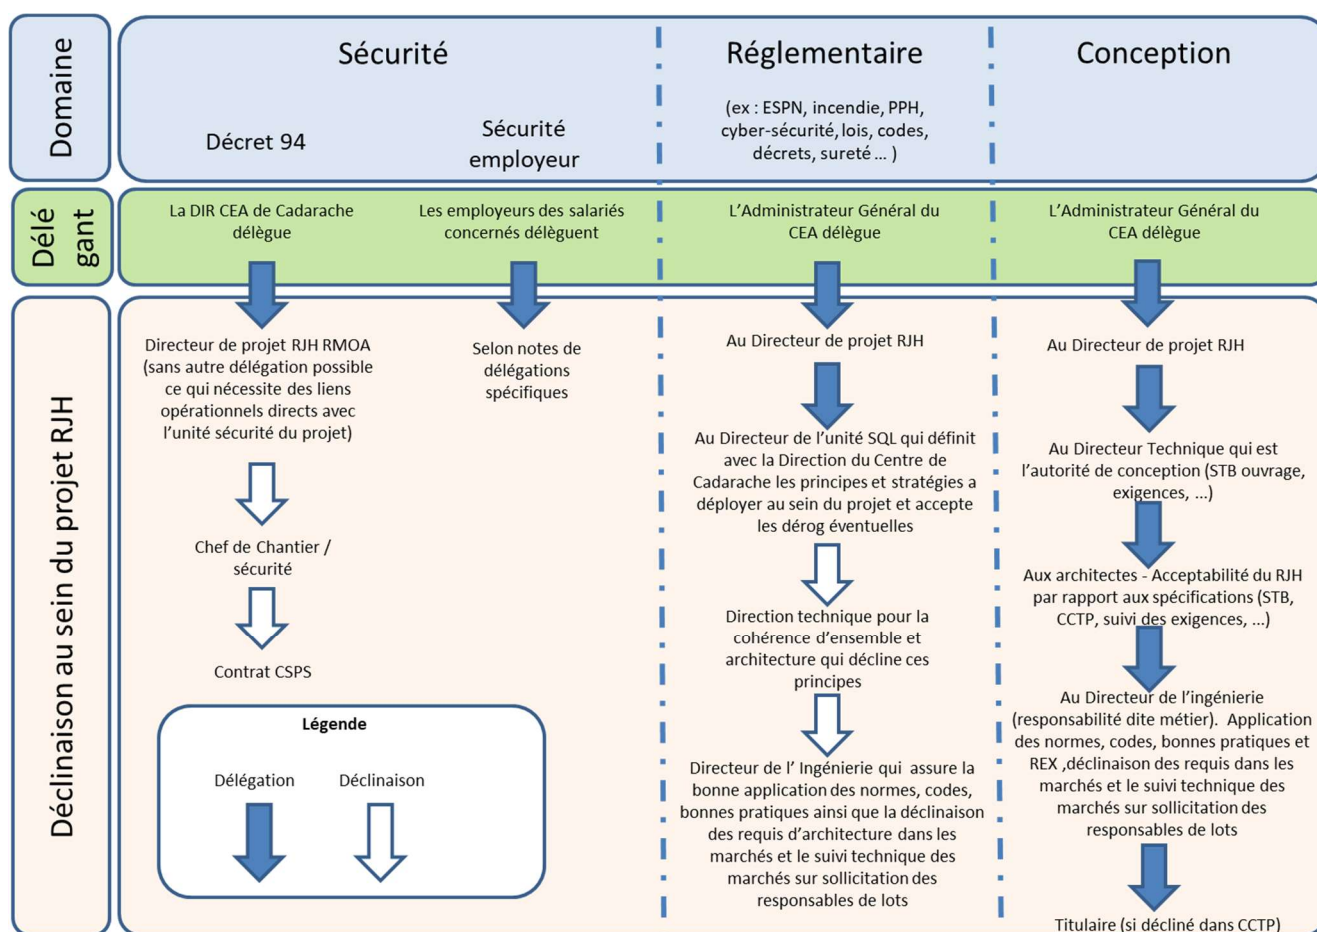 Domaine
Sécurité
Décret 94
Sécurité
employeur
Réglementaire
(ex : ESPN, incendie, PPH,
cyber-sécurité, lois, codes,
décrets, sureté ... )
Conception
Délé
gant
La DIR CEA de Cadarache
délègue
Les employeurs des salariés
concernés délèguent
L'Administrateur Général du
CEA délègue
L'Administrateur Général du
CEA délègue
Déclinaison au sein du projet RJH
Directeur de projet RJH RMOA
(sans autre délégation possible
ce qui nécessite des liens
opérationnels directs avec
l'unité sécurité du projet)
Chef de Chantier /
sécurité
Contrat CSPS
Selon notes de
délégations
spécifiques
Au Directeur de projet RJH
Au Directeur de l'unité SQL qui définit
avec la Direction du Centre de
Cadarache les principes et stratégies a
déployer au sein du projet et accepte
les dérog éventuelles
Direction technique pour la
cohérence d'ensemble et
architecture qui décline ces
principes
Directeur de l' Ingénierie qui assure la
bonne application des normes, codes,
bonnes pratiques ainsi que la déclinaison
des requis d'architecture dans les
marchés et le suivi technique des
marchés sur sollicitation des
responsables de lots
Au Directeur de projet RJH
Au Directeur Technique qui est
l'autorité de conception (STB ouvrage,
exigences, ...)
Aux architectes - Acceptabilité du RJH
par rapport aux spécifications (STB,
CCTP, suivi des exigences, ...)
Au Directeur de l'ingénierie
(responsabilité dite métier). Application
des normes, codes, bonnes pratiques et
REX ,déclinaison des requis dans les
marchés et le suivi technique des
marchés sur sollicitation des
responsables de lots
Titulaire (si décliné dans CCTP)
Légende
Délégation
Déclinaison